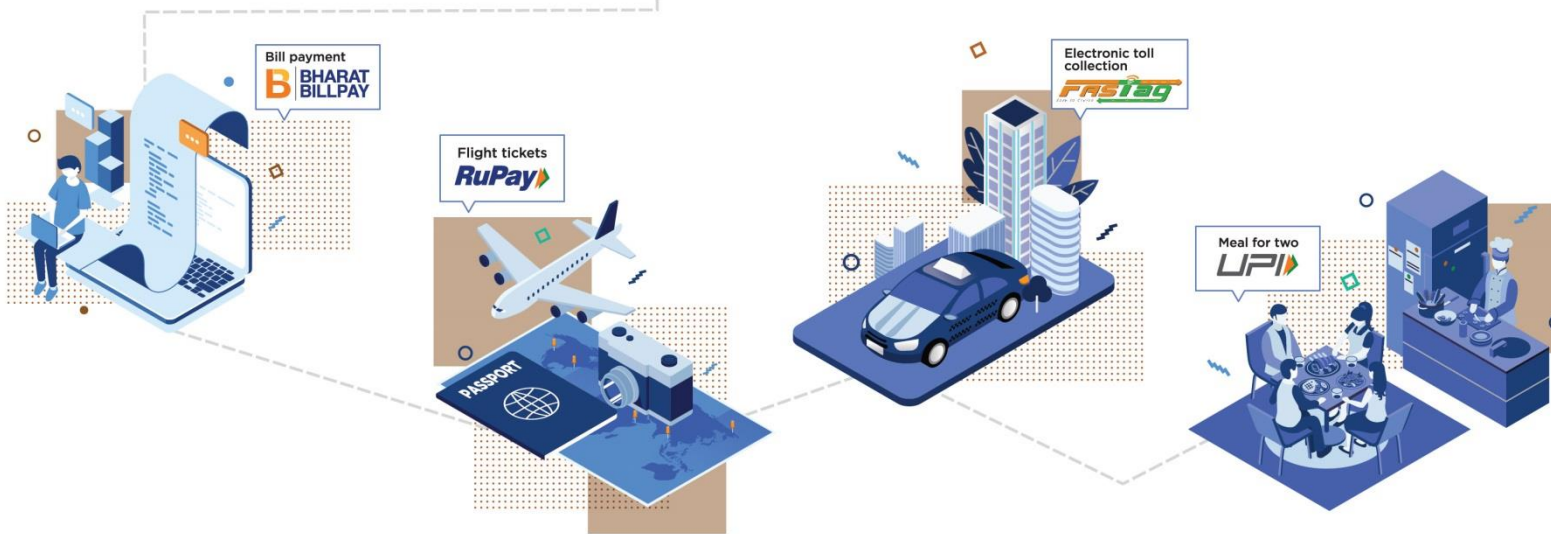 Bill payment
B BHARAT
BILLPAY
Flight tickets
RuPay
PASSPORT
Electronic toll
collection
FASTag
Meal for two
UPI